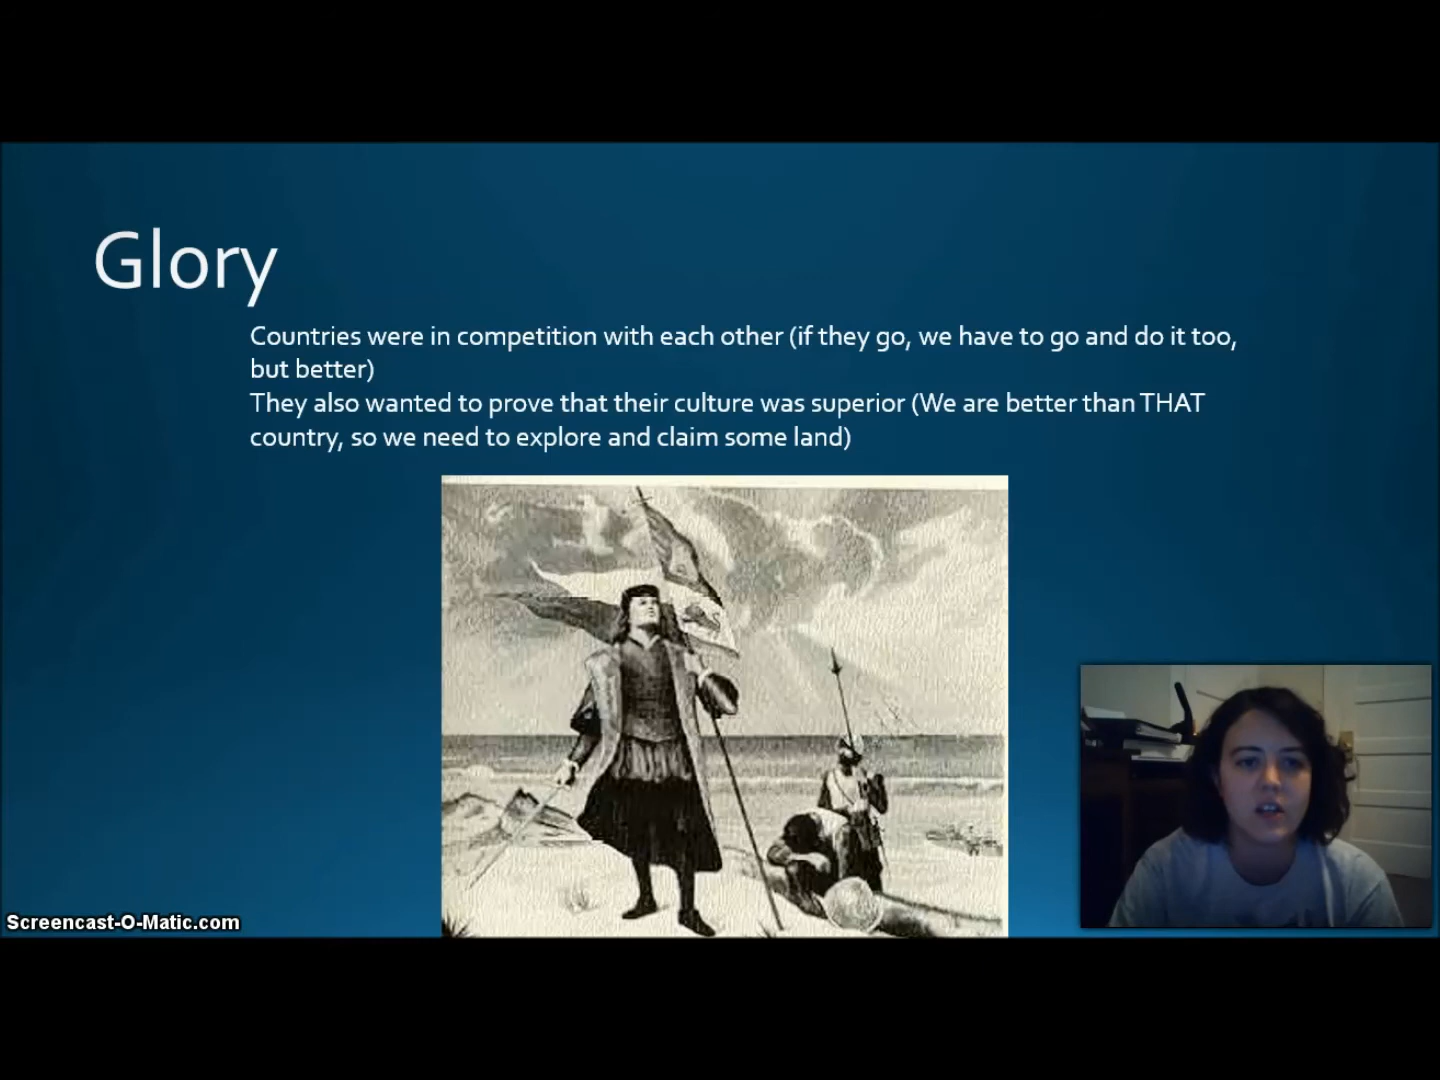 Glory
Countries were in competition with each other (if they go, we have to go and do it too,
but better)
They also wanted to prove that their culture was superior (We are better than THAT
country, so we need to explore and claim some land)
Screencast-O-Matic.com